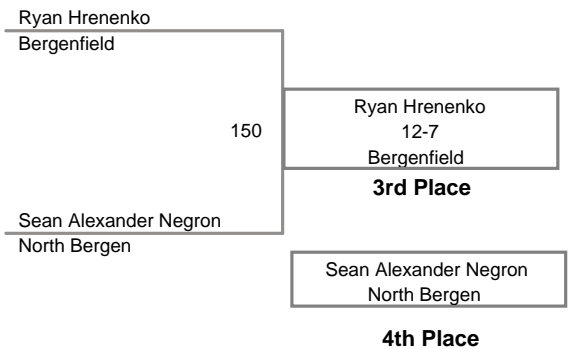 Ryan Hrenenko
Bergenfield
150
Ryan Hrenenko
12-7
Bergenfield
3rd Place
Sean Alexander Negron
North Bergen
Sean Alexander Negron
North Bergen
4th Place